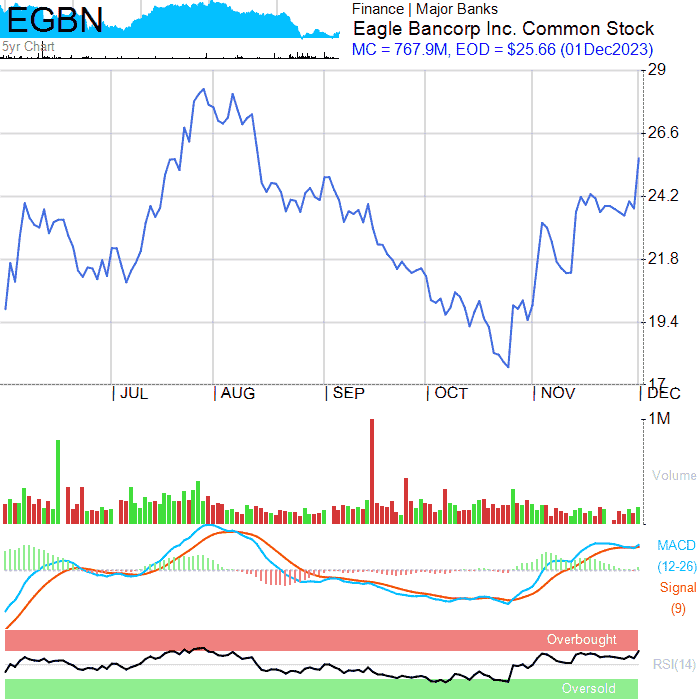 EGBN
5yr Chart
Finance | Major Banks
Eagle Bancorp Inc. Common Stock
MC = 767.9M, EOD = $25.66 (01Dec2023)
29
26.6
24.2
21.8
19.4
17
| JUL | AUG | SEP | OCT | NOV | DEC
1M
Volume
MACD
(12-26)
Signal
(9)
Overbought
RSI(14)
Oversold